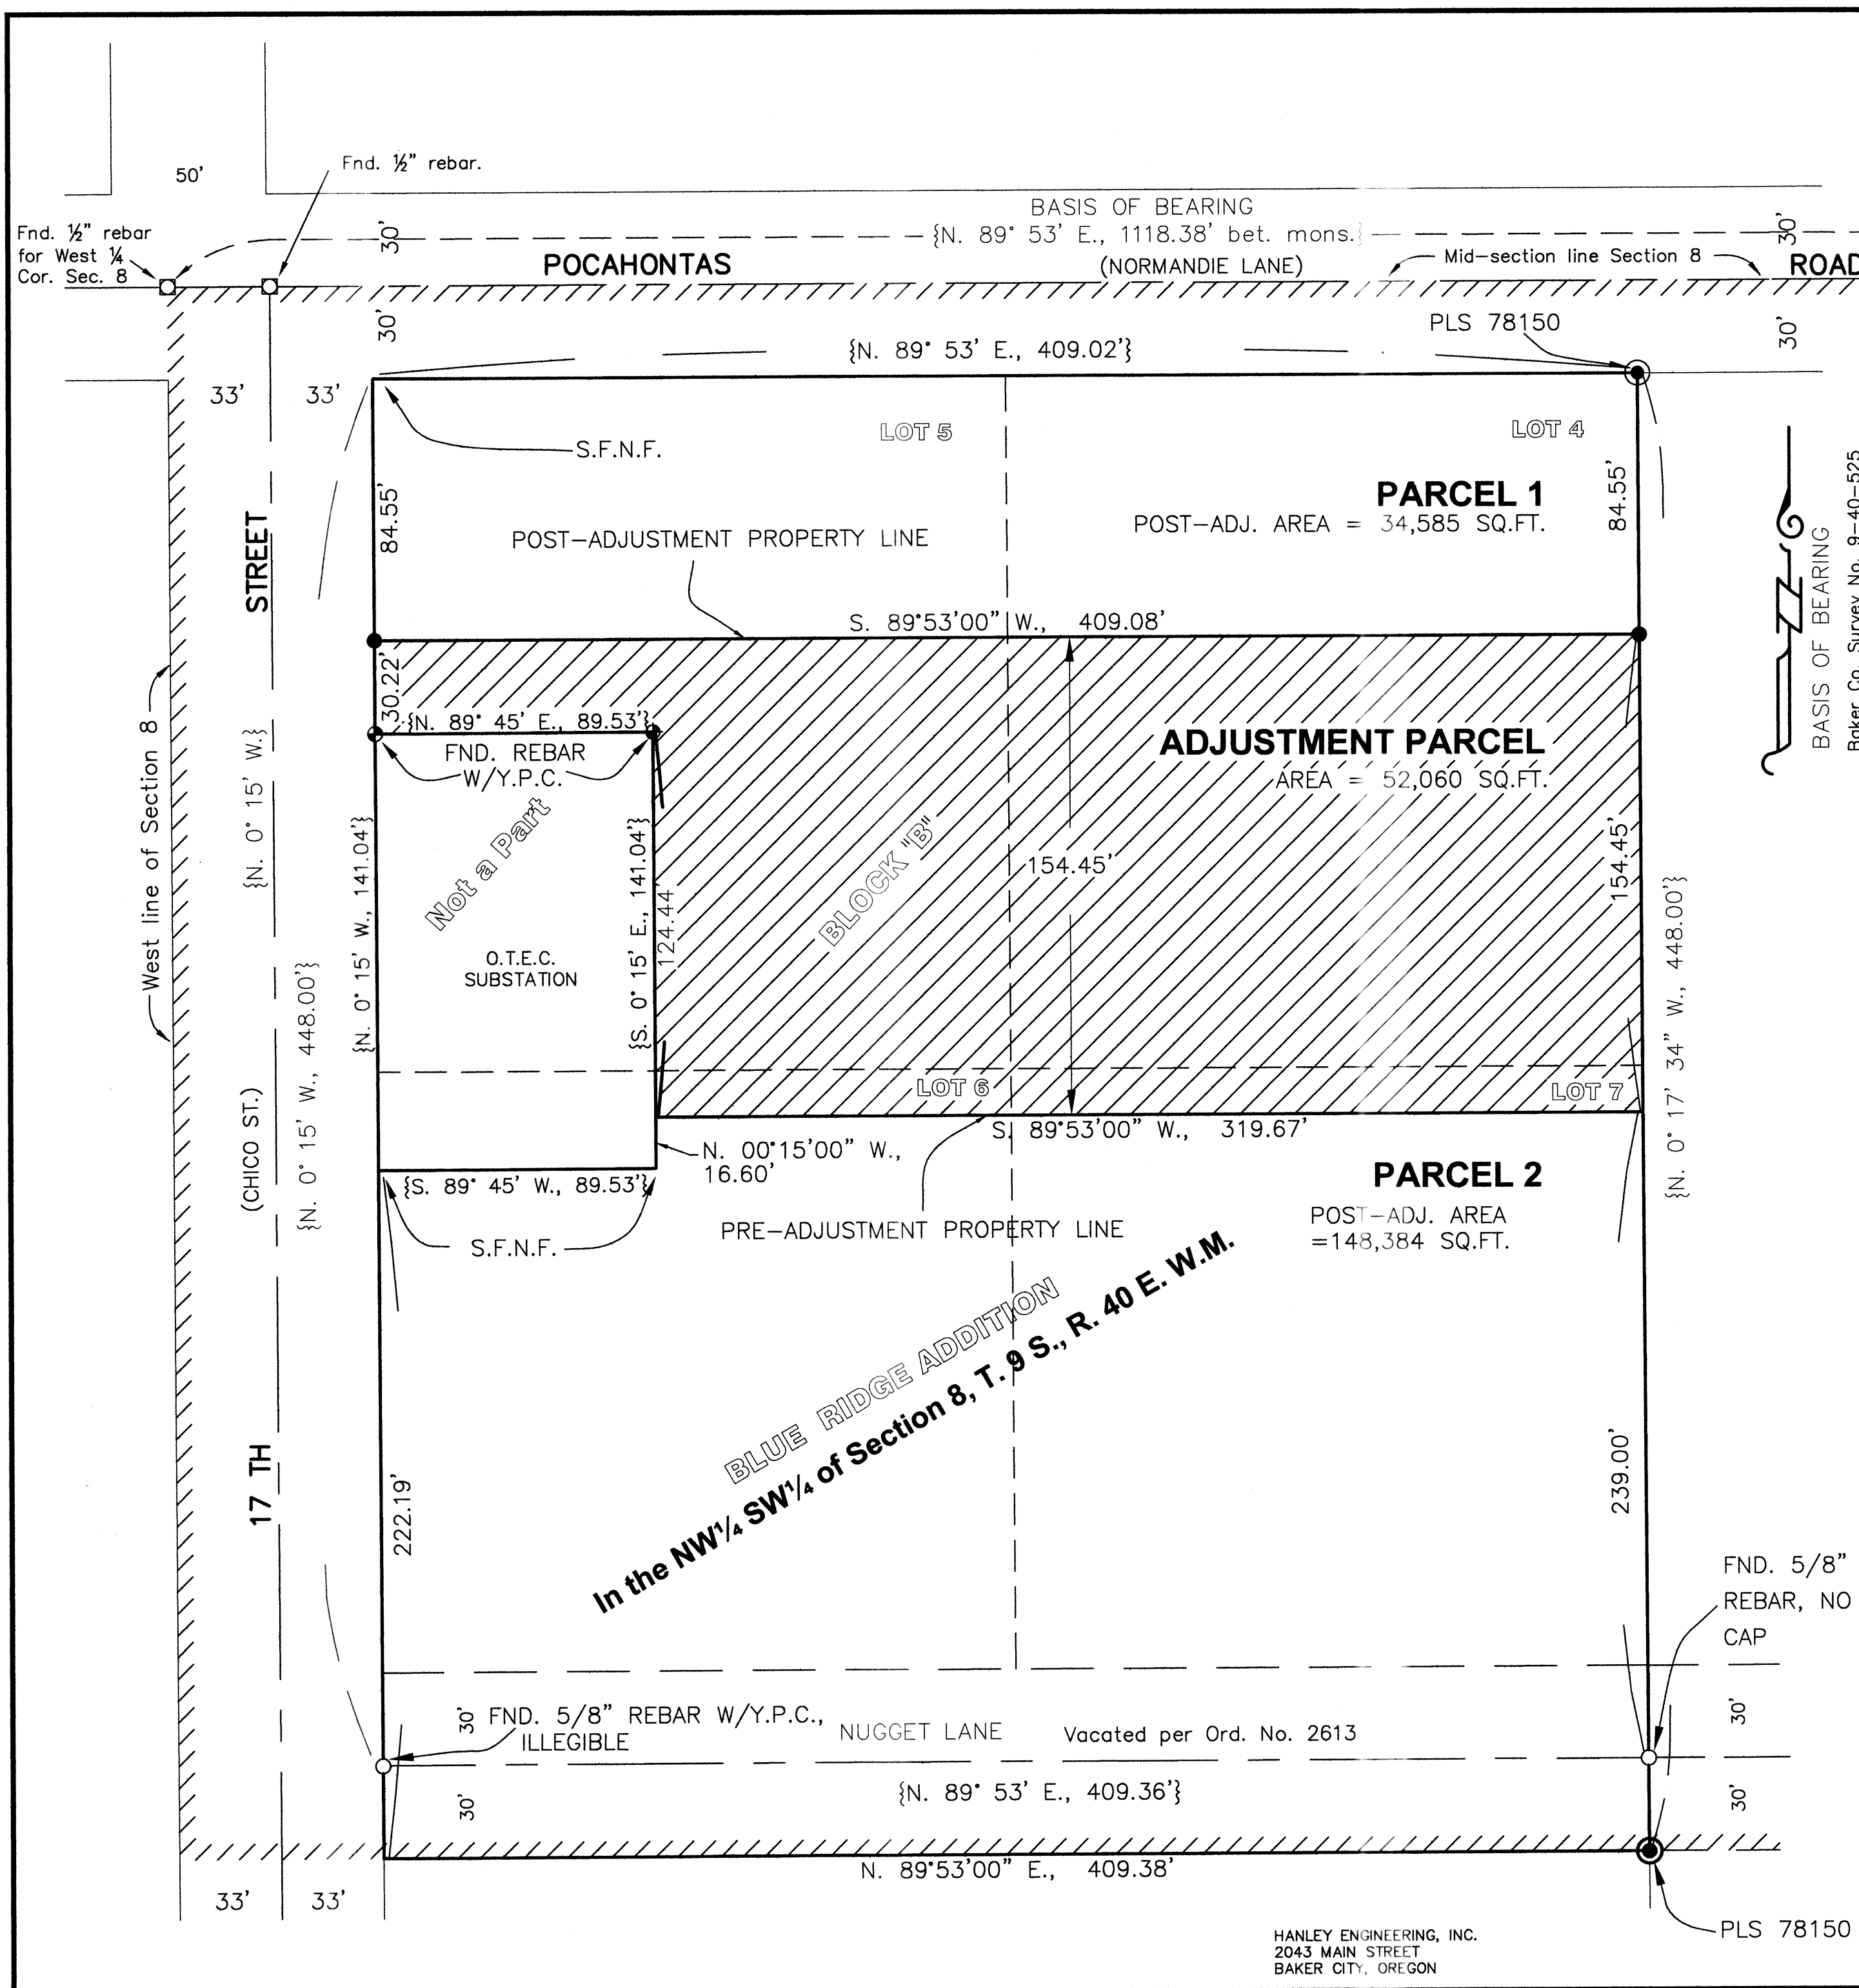 50'
Fnd. ½" rebar.
Fnd. ½" rebar
for West ¼
Cor. Sec. 8
30'
BASIS OF BEARING
{N. 89° 53' E., 1118.38' bet. mons.}
30'
POCAHONTAS
(NORMANDIE LANE)
Mid-section line Section 8
ROAD
30'
PLS 78150
30'
{N. 89° 53' E., 409.02'}
33'
33'
S.F.N.F.
LOT 5
LOT 4
84.55'
PARCEL 1
POST-ADJ. AREA = 34,585 SQ.FT.
84.55'
STREET
POST-ADJUSTMENT PROPERTY LINE
BASIS OF BEARING
Baker Co. Survey No. 9-40-525
N
S. 89°53'00" W., 409.08'
30.22'
{N. 89° 45' E., 89.53'}
FND. REBAR
W/Y.P.C.
ADJUSTMENT PARCEL
AREA = 52,060 SQ.FT.
West line of Section 8
{N. 0° 15' W.}
{N. 0° 15' W., 141.04'}
Not a Part
{S. 0° 15' E., 141.04'}
124.44
BLOCK "B"
154.45'
154.45'
{N. 0° 17' 34" W., 448.00'}
O.T.E.C.
SUBSTATION
{N. 0° 15' W., 448.00'}
(CHICO ST.)
LOT 6
LOT 7
S. 89°53'00" W., 319.67'
N. 00°15'00" W.,
16.60'
{S. 89° 45' W., 89.53'}
PARCEL 2
POST-ADJ. AREA
=148,384 SQ.FT.
S.F.N.F.
PRE-ADJUSTMENT PROPERTY LINE
BLUE RIDGE ADDITION
In the NW¼ SW¼ of Section 8, T. 9 S., R. 40 E. W.M.
17 TH
222.19'
239.00'
FND. 5/8"
REBAR, NO
CAP
30'
FND. 5/8" REBAR W/Y.P.C.,
ILLEGIBLE
NUGGET LANE
Vacated per Ord. No. 2613
30'
30'
{N. 89° 53' E., 409.36'}
30'
N. 89°53'00" E., 409.38'
33'
33'
PLS 78150
HANLEY ENGINEERING, INC.
2043 MAIN STREET
BAKER CITY, OREGON